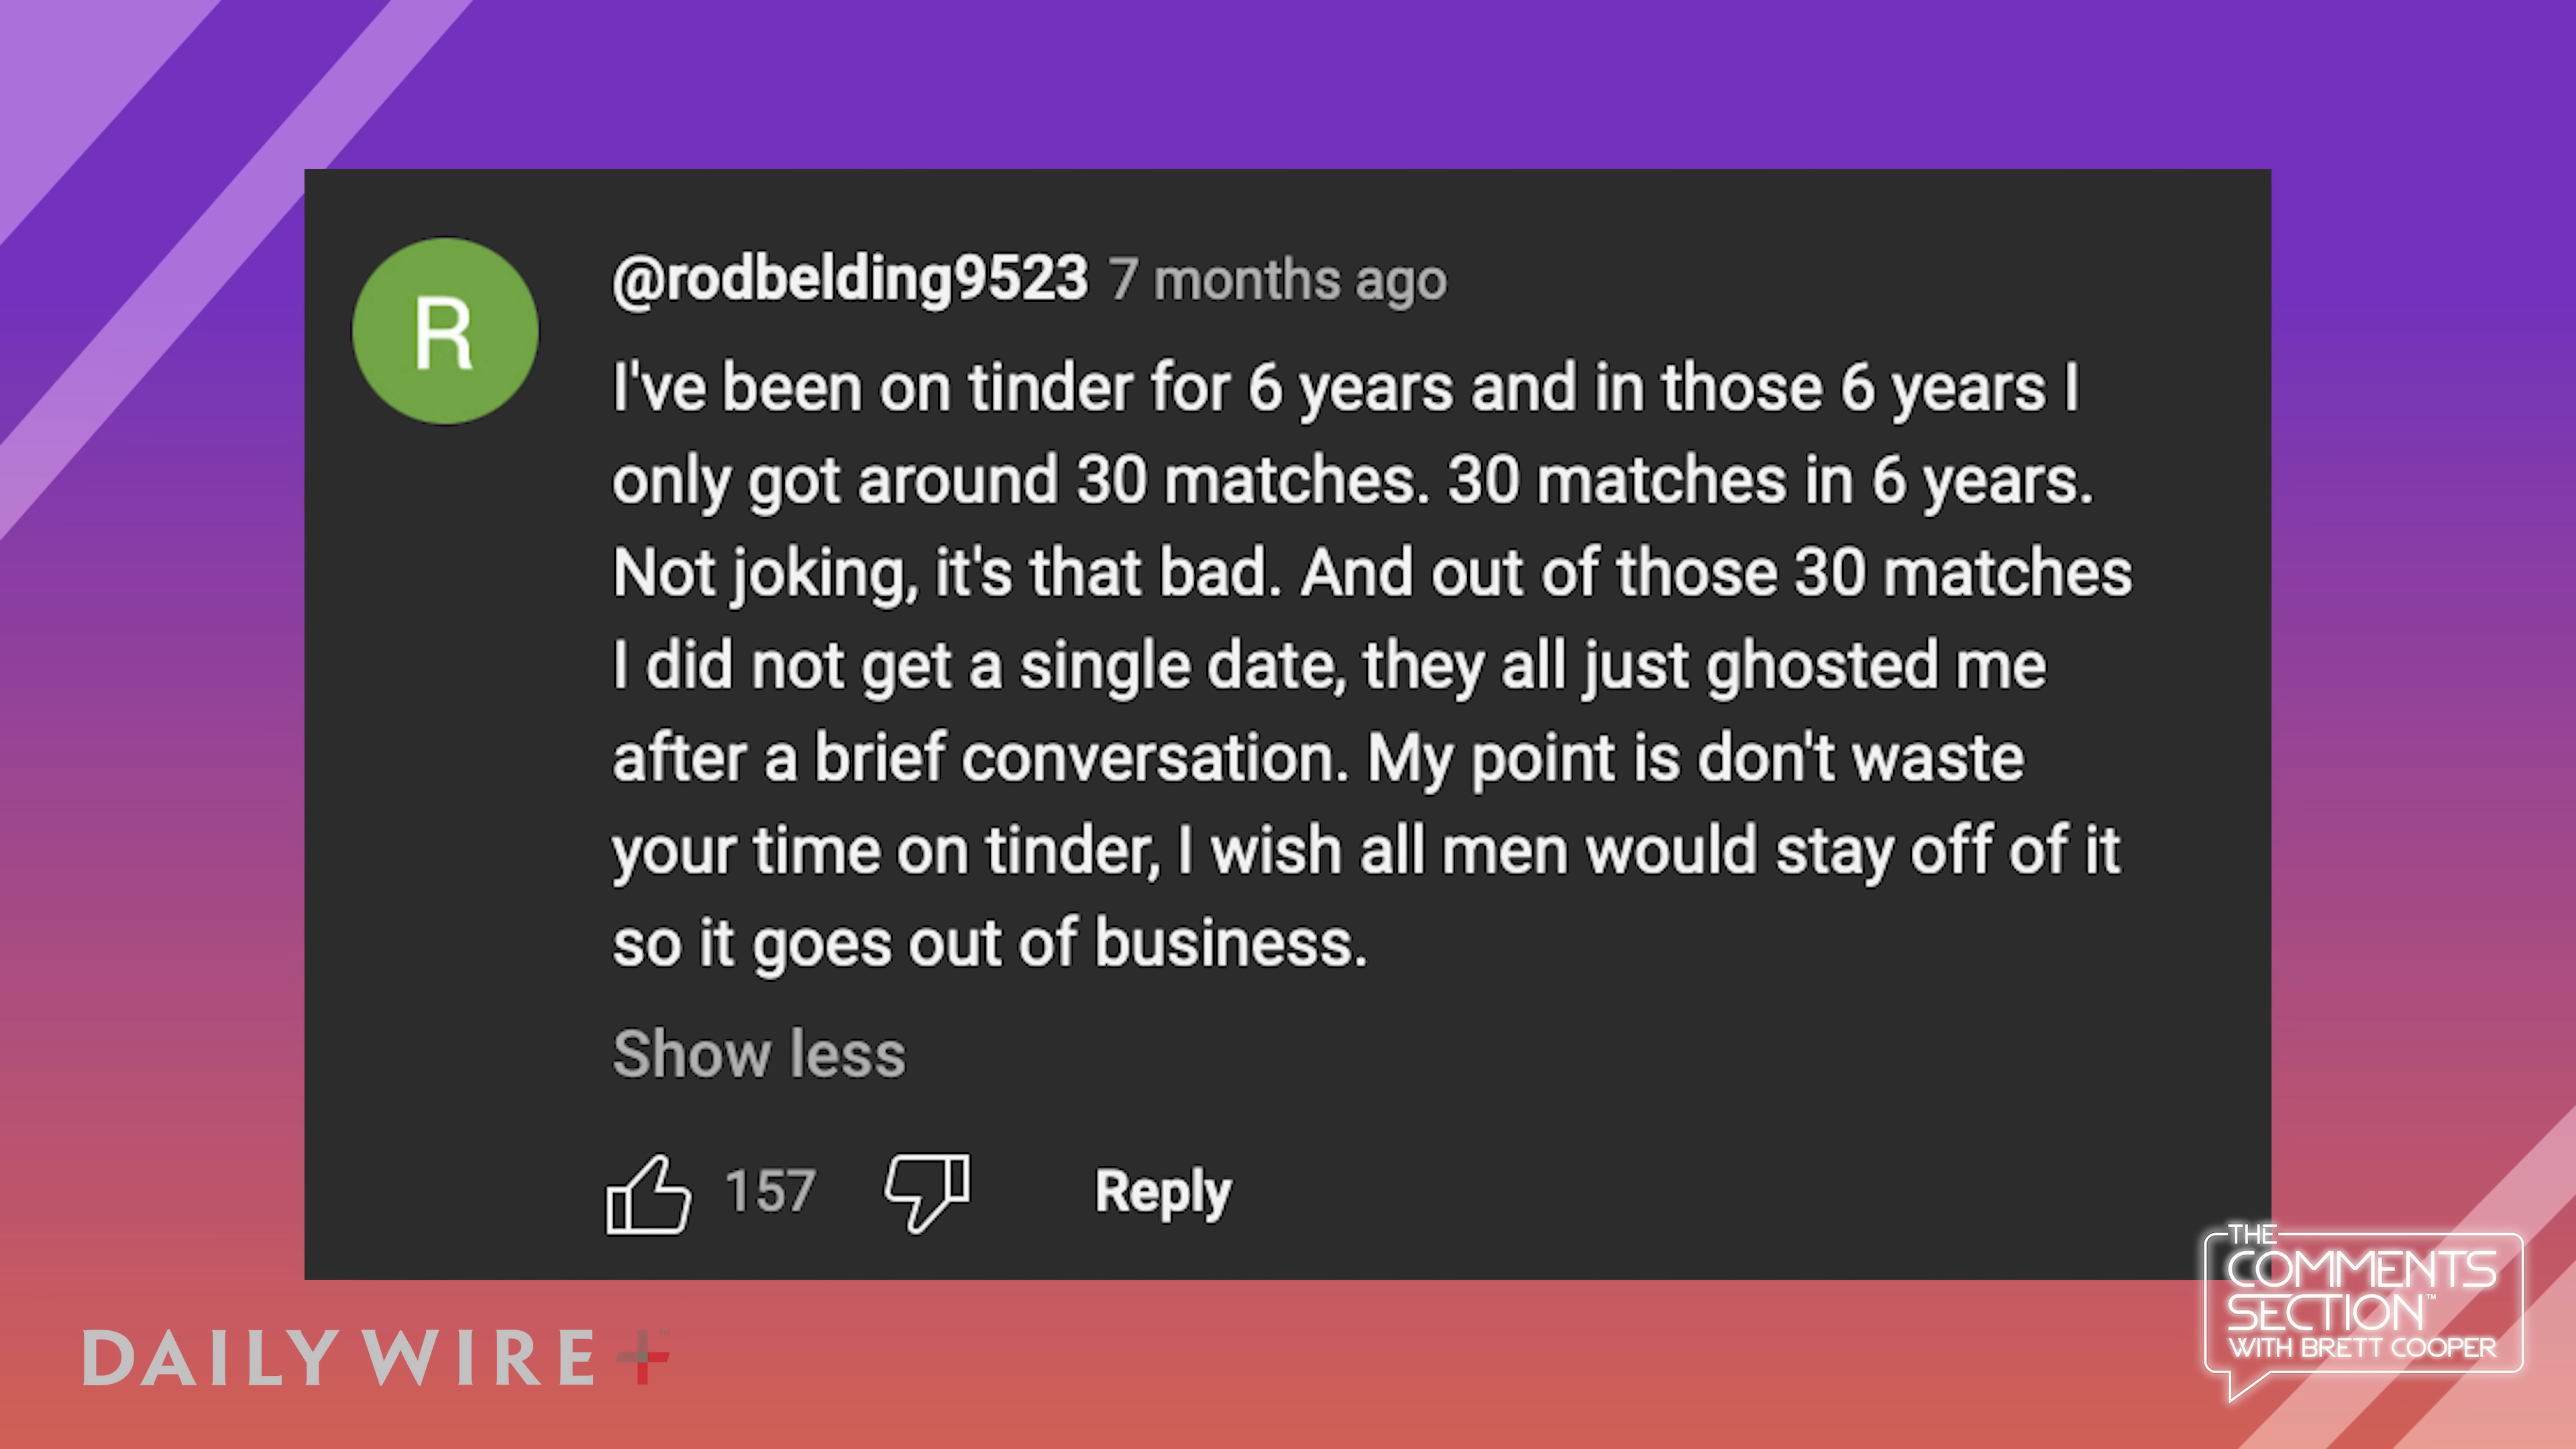 R
@rodbelding9523 7 months ago
I've been on tinder for 6 years and in those 6 years I
only got around 30 matches. 30 matches in 6 years.
Not joking, it's that bad. And out of those 30 matches
I did not get a single date, they all just ghosted me
after a brief conversation. My point is don't waste
your time on tinder, I wish all men would stay off of it
so it goes out of business.
Show less
157 Reply
DAILY WIRE +
THE
COMMENTS
SECTION™
WITH BRETT COOPER